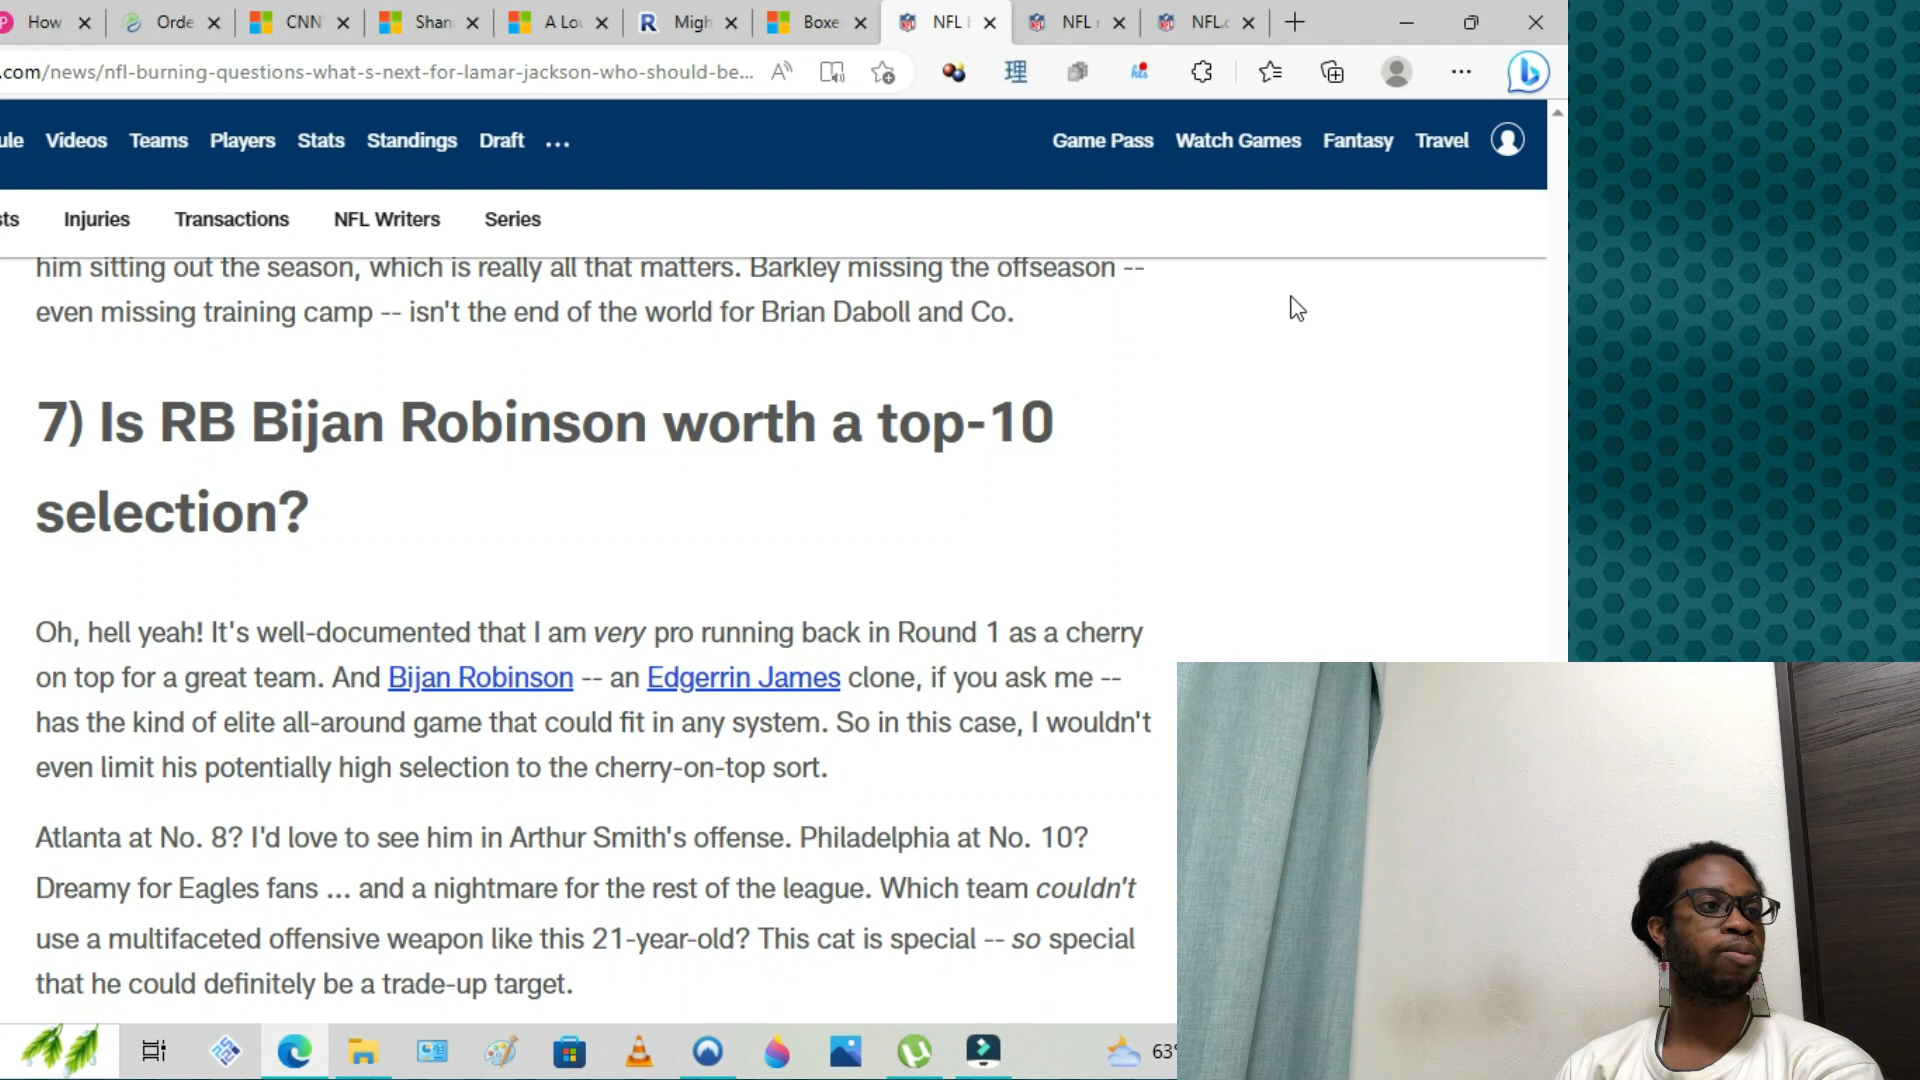 How
Orde
CNN
Shan
A Lou
Migh
Boxe
NFL b
NFL r
NFL.c
.com/news/nfl-burning-questions-what-s-next-for-lamar-jackson-who-should-be...
理
ule Videos Teams Players Stats Standings Draft ...
Game Pass Watch Games Fantasy Travel
sts Injuries Transactions NFL Writers Series
him sitting out the season, which is really all that matters. Barkley missing the offseason --
even missing training camp -- isn't the end of the world for Brian Daboll and Co.
7) Is RB Bijan Robinson worth a top-10
selection?
Oh, hell yeah! It's well-documented that I am very pro running back in Round 1 as a cherry
on top for a great team. And Bijan Robinson -- an Edgerrin James clone, if you ask me --
has the kind of elite all-around game that could fit in any system. So in this case, I wouldn't
even limit his potentially high selection to the cherry-on-top sort.
Atlanta at No. 8? I'd love to see him in Arthur Smith's offense. Philadelphia at No. 10?
Dreamy for Eagles fans ... and a nightmare for the rest of the league. Which team couldn't
use a multifaceted offensive weapon like this 21-year-old? This cat is special -- so special
that he could definitely be a trade-up target.
63°